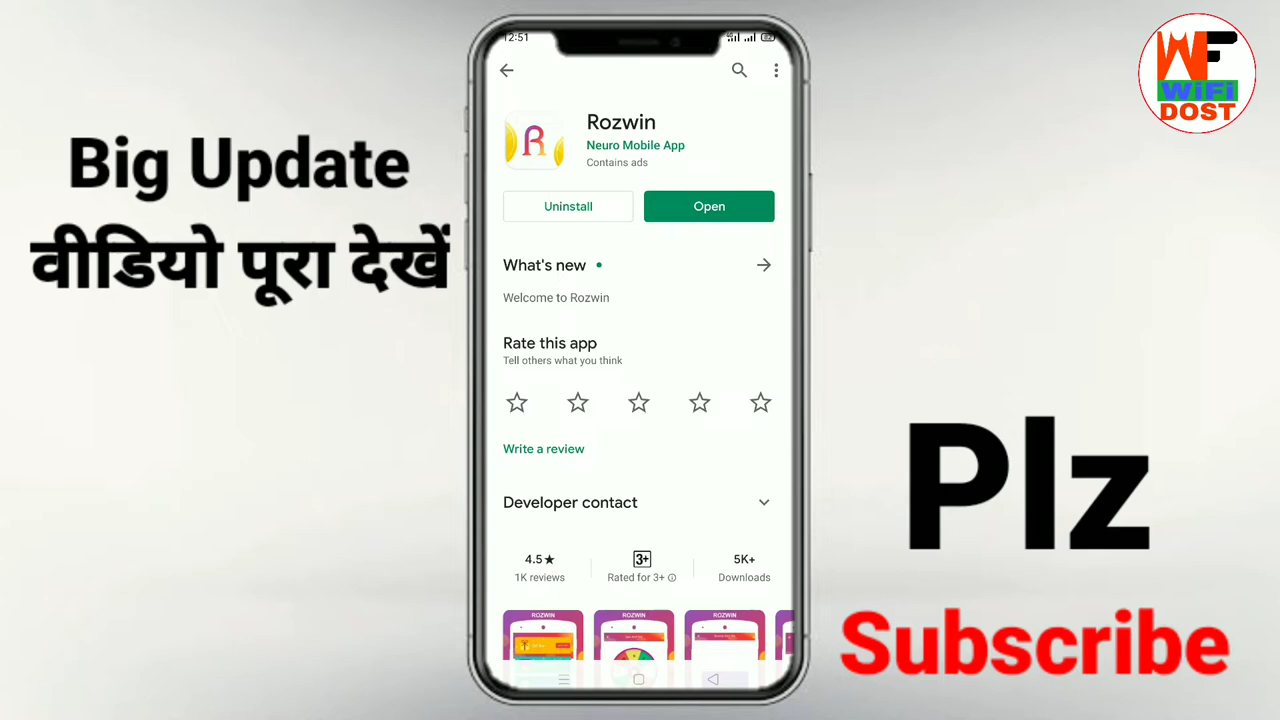 Big Update
वीडियो पूरा देखें
12:51
Rozwin
Neuro Mobile App
Contains ads
Uninstall
Open
What's new
Welcome to Rozwin
Rate this app
Tell others what you think
Write a review
Developer contact
4.5★
1K reviews
3+
Rated for 3+
5K+
Downloads
ROZWIN
ROZWIN
ROZWIN
WF
WiFi
DOST
Plz
Subscribe